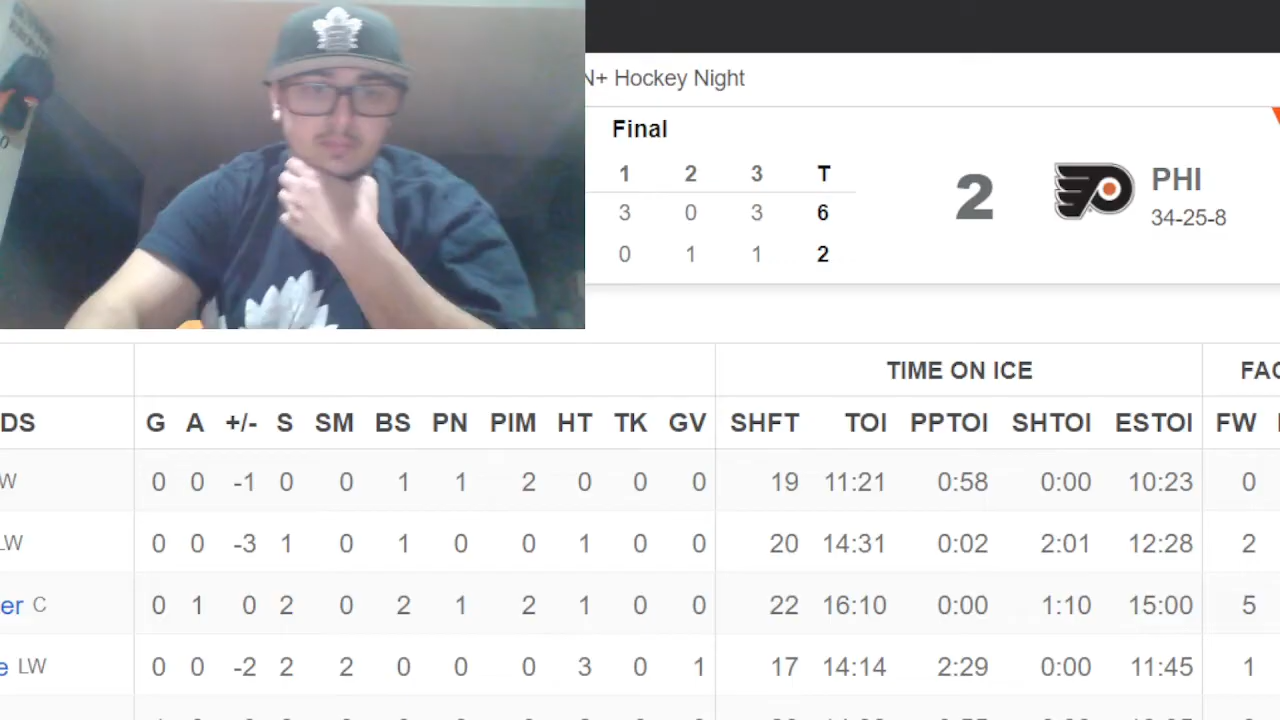 N+ Hockey Night
Final
1 2 3 T
3 0 3 6
0 1 1 2
2
PHI
34-25-8
TIME ON ICE FAC
DS G A +/- S SM BS PN PIM HT TK GV SHFT TOI PPTOI SHTOI ESTOI FW
W 0 0 -1 0 0 1 1 2 0 0 0 19 11:21 0:58 0:00 10:23 0
LW 0 0 -3 1 0 1 0 0 1 0 0 20 14:31 0:02 2:01 12:28 2
er C 0 1 0 2 0 2 1 2 1 0 0 22 16:10 0:00 1:10 15:00 5
e LW 0 0 -2 2 2 0 0 0 3 0 1 17 14:14 2:29 0:00 11:45 1